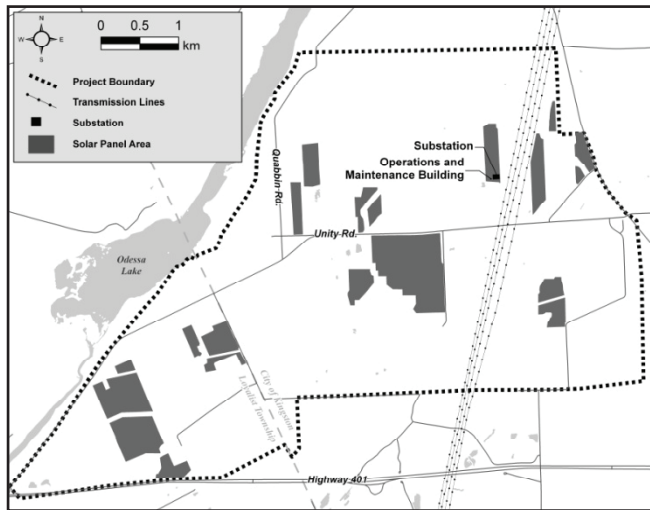 N
W E
S
0 0.5 1
km
Project Boundary
Transmission Lines
Substation
Solar Panel Area
Substation
Operations and
Maintenance Building
Quabbin Rd.
Unity Rd.
Odessa
Lake
City of Kingston
Loyalist Township
Highway 401